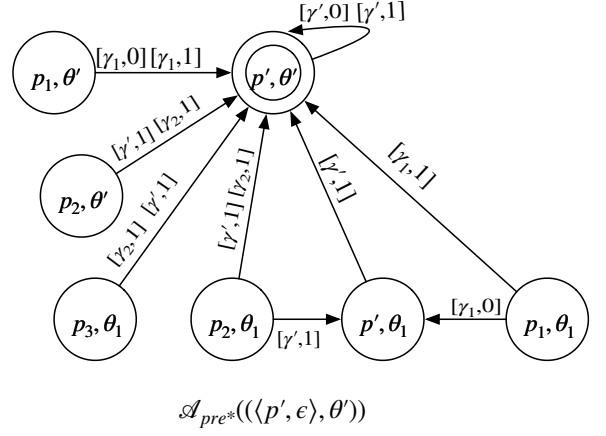 [γ′,0] [γ′,1]
[γ₁,0] [γ₁,1]
p₁, θ′
p′, θ′
[γ′,1] [γ₂,1]
[γ₁,1]
[γ′,1]
p₂, θ′
[γ₂,1] [γ′,1]
[γ′,1] [γ₂,1]
[γ₁,0]
p₃, θ₁
p₂, θ₁
p′, θ₁
p₁, θ₁
[γ′,1]
𝒜ₚᵣₑ*((⟨p′, ϵ⟩, θ′))